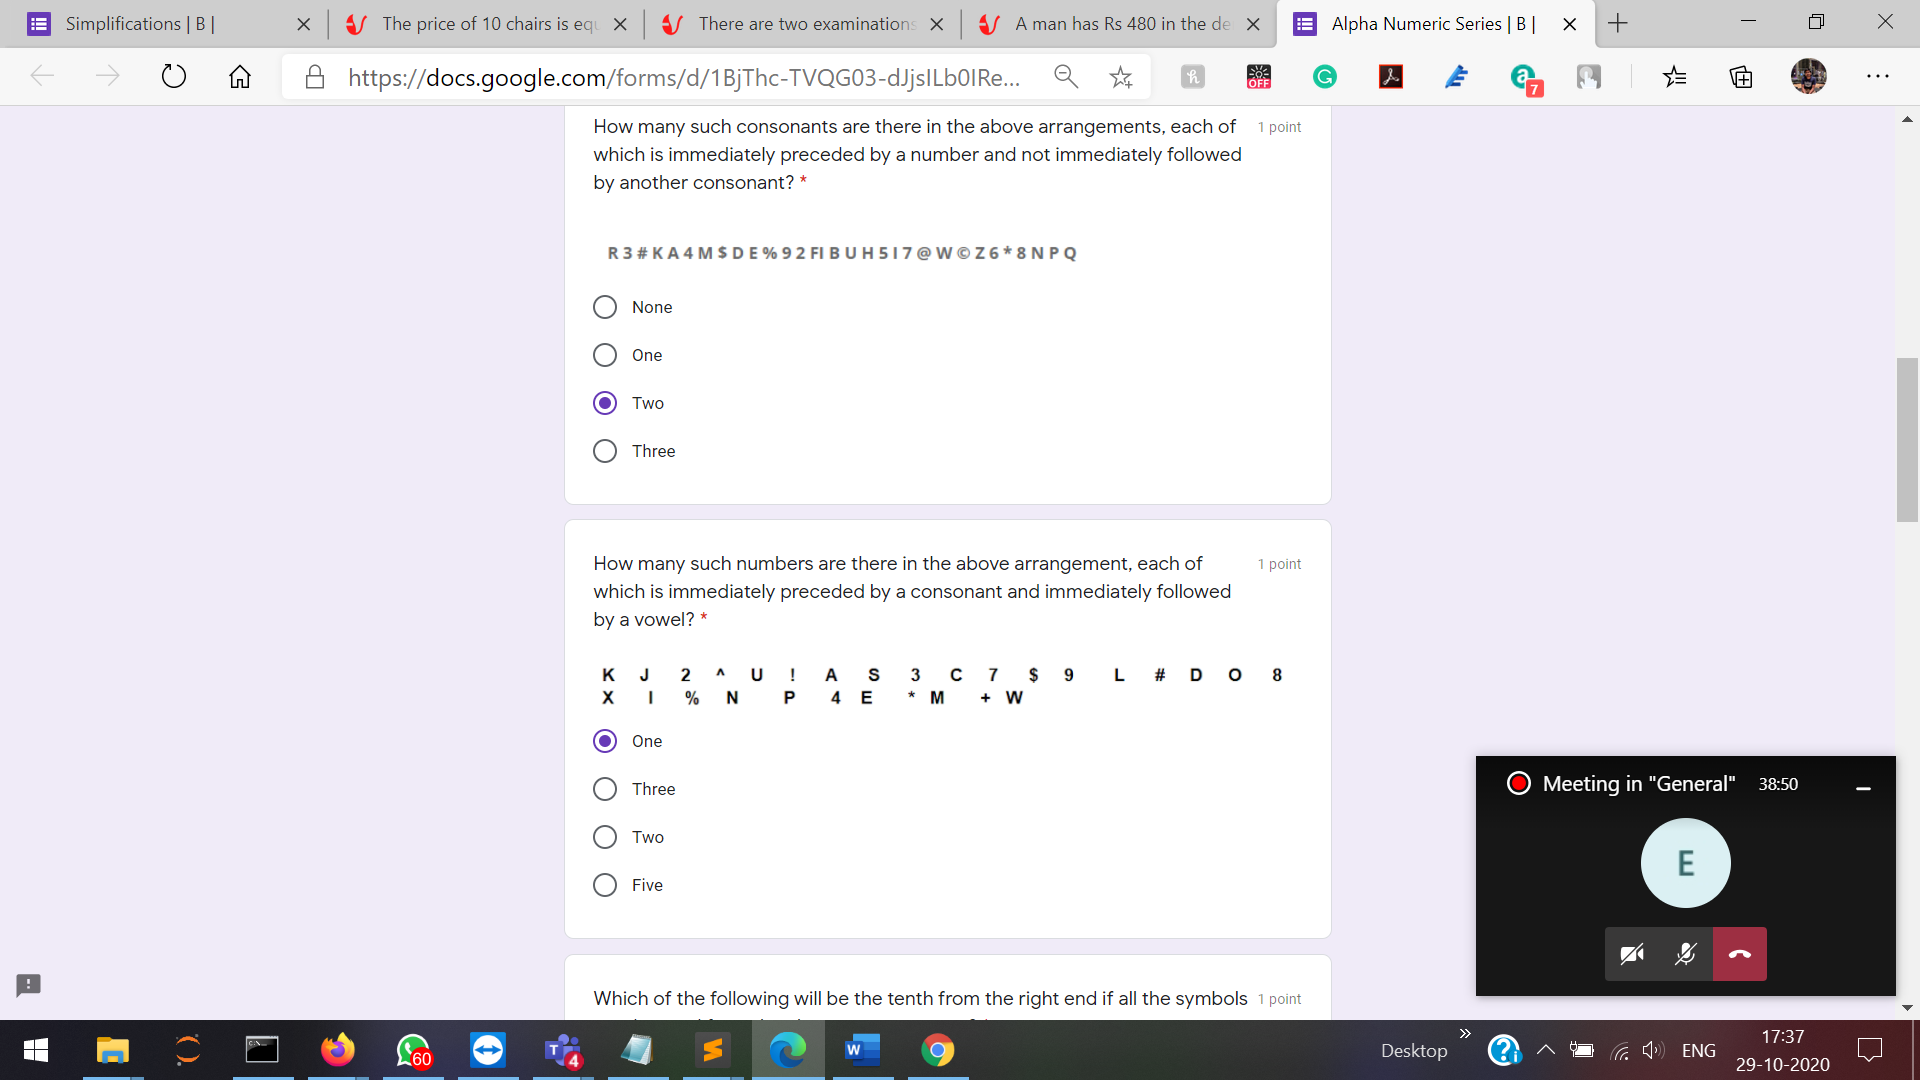 Simplifications | B |
The price of 10 chairs is equ
There are two examinations
A man has Rs 480 in the de
Alpha Numeric Series | B |
https://docs.google.com/forms/d/1BjThc-TVQG03-dJjsILb0IRe...
OFF
7
How many such consonants are there in the above arrangements, each of
which is immediately preceded by a number and not immediately followed
by another consonant? *
1 point
R 3 # K A 4 M $ D E % 9 2 FI B U H 5 I 7 @ W © Z 6 * 8 N P Q
None
One
Two
Three
How many such numbers are there in the above arrangement, each of
which is immediately preceded by a consonant and immediately followed
by a vowel? *
1 point
K J 2 ^ U ! A S 3 C 7 $ 9 L # D O 8
X I % N P 4 E * M + W
One
Three
Two
Five
Which of the following will be the tenth from the right end if all the symbols
1 point
Meeting in "General" 38:50
E
60
4
Desktop
ENG
17:37
29-10-2020